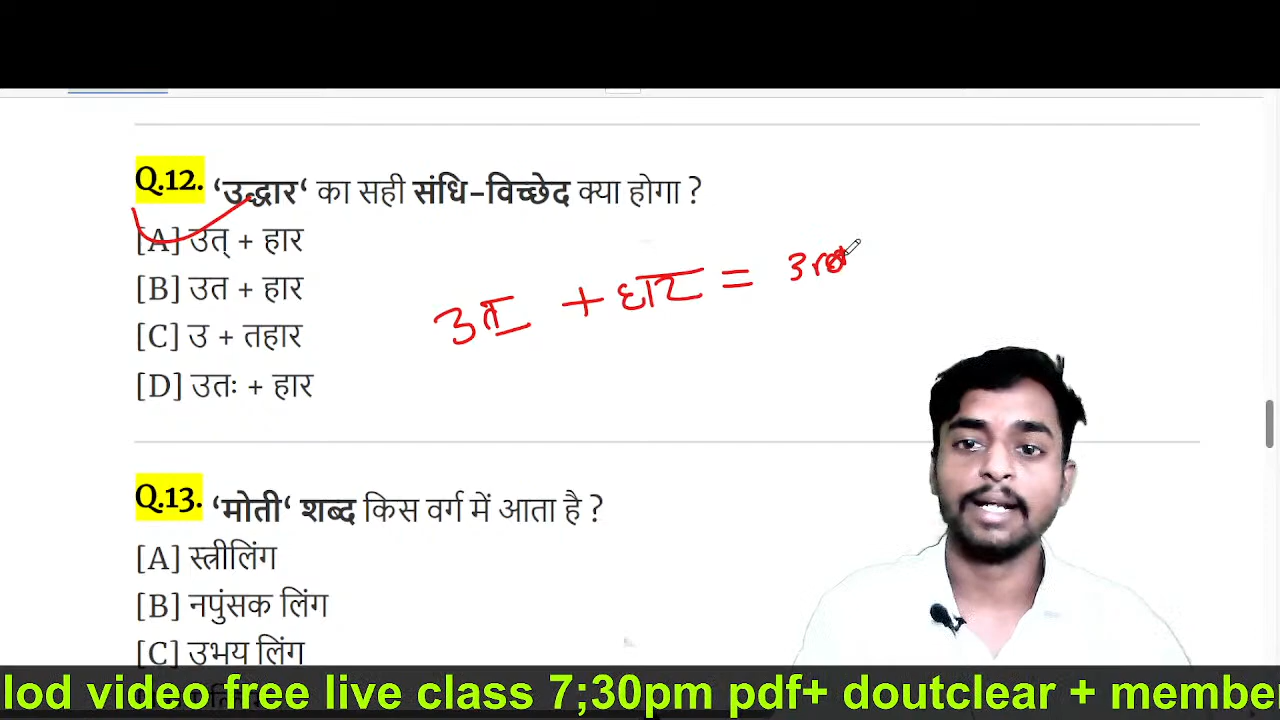 Q.12. ‘उद्धार‘ का सही संधि-विच्छेद क्या होगा ?
[A] उत् + हार
[B] उत + हार
[C] उ + तहार
[D] उतः + हार
उत् + हार =
Q.13. ‘मोती‘ शब्द किस वर्ग में आता है ?
[A] स्त्रीलिंग
[B] नपुंसक लिंग
[C] उभय लिंग
lod video free live class 7;30pm pdf+ doutclear + membe